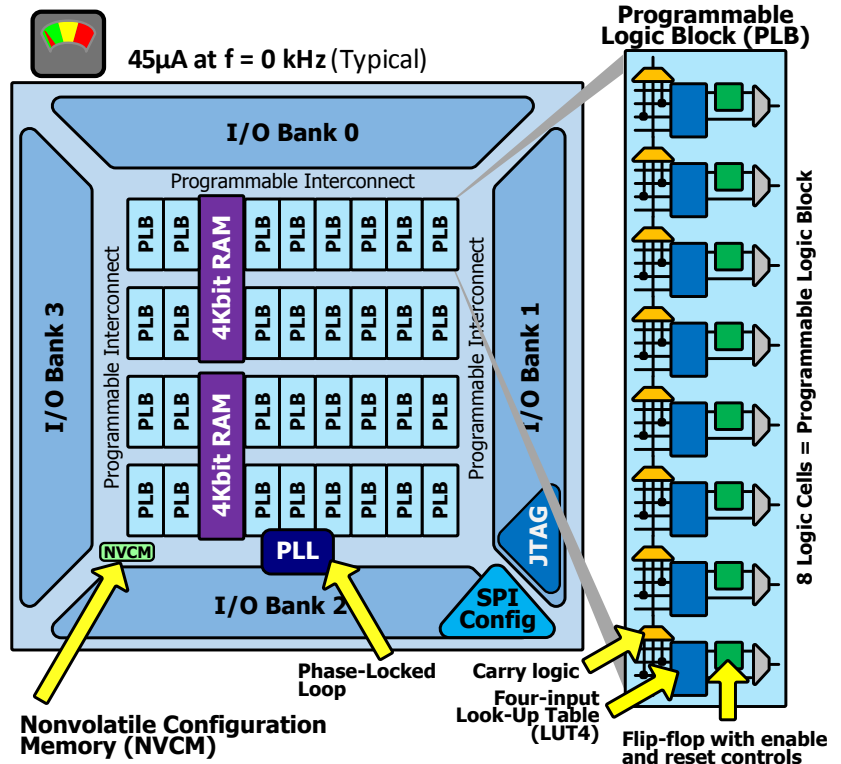 45µA at f = 0 kHz (Typical)
Programmable
Logic Block (PLB)
I/O Bank 0
Programmable Interconnect
I/O Bank 3
Programmable Interconnect
PLB PLB 4Kbit RAM PLB PLB PLB PLB PLB PLB
PLB PLB PLB PLB PLB PLB PLB PLB
PLB PLB 4Kbit RAM PLB PLB PLB PLB PLB PLB
PLB PLB PLB PLB PLB PLB PLB PLB
Programmable Interconnect
I/O Bank 1
8 Logic Cells = Programmable Logic Block
NVCM
PLL
JTAG
I/O Bank 2
SPI
Config
Phase-Locked
Loop
Carry logic
Four-input
Look-Up Table
(LUT4)
Nonvolatile Configuration
Memory (NVCM)
Flip-flop with enable
and reset controls